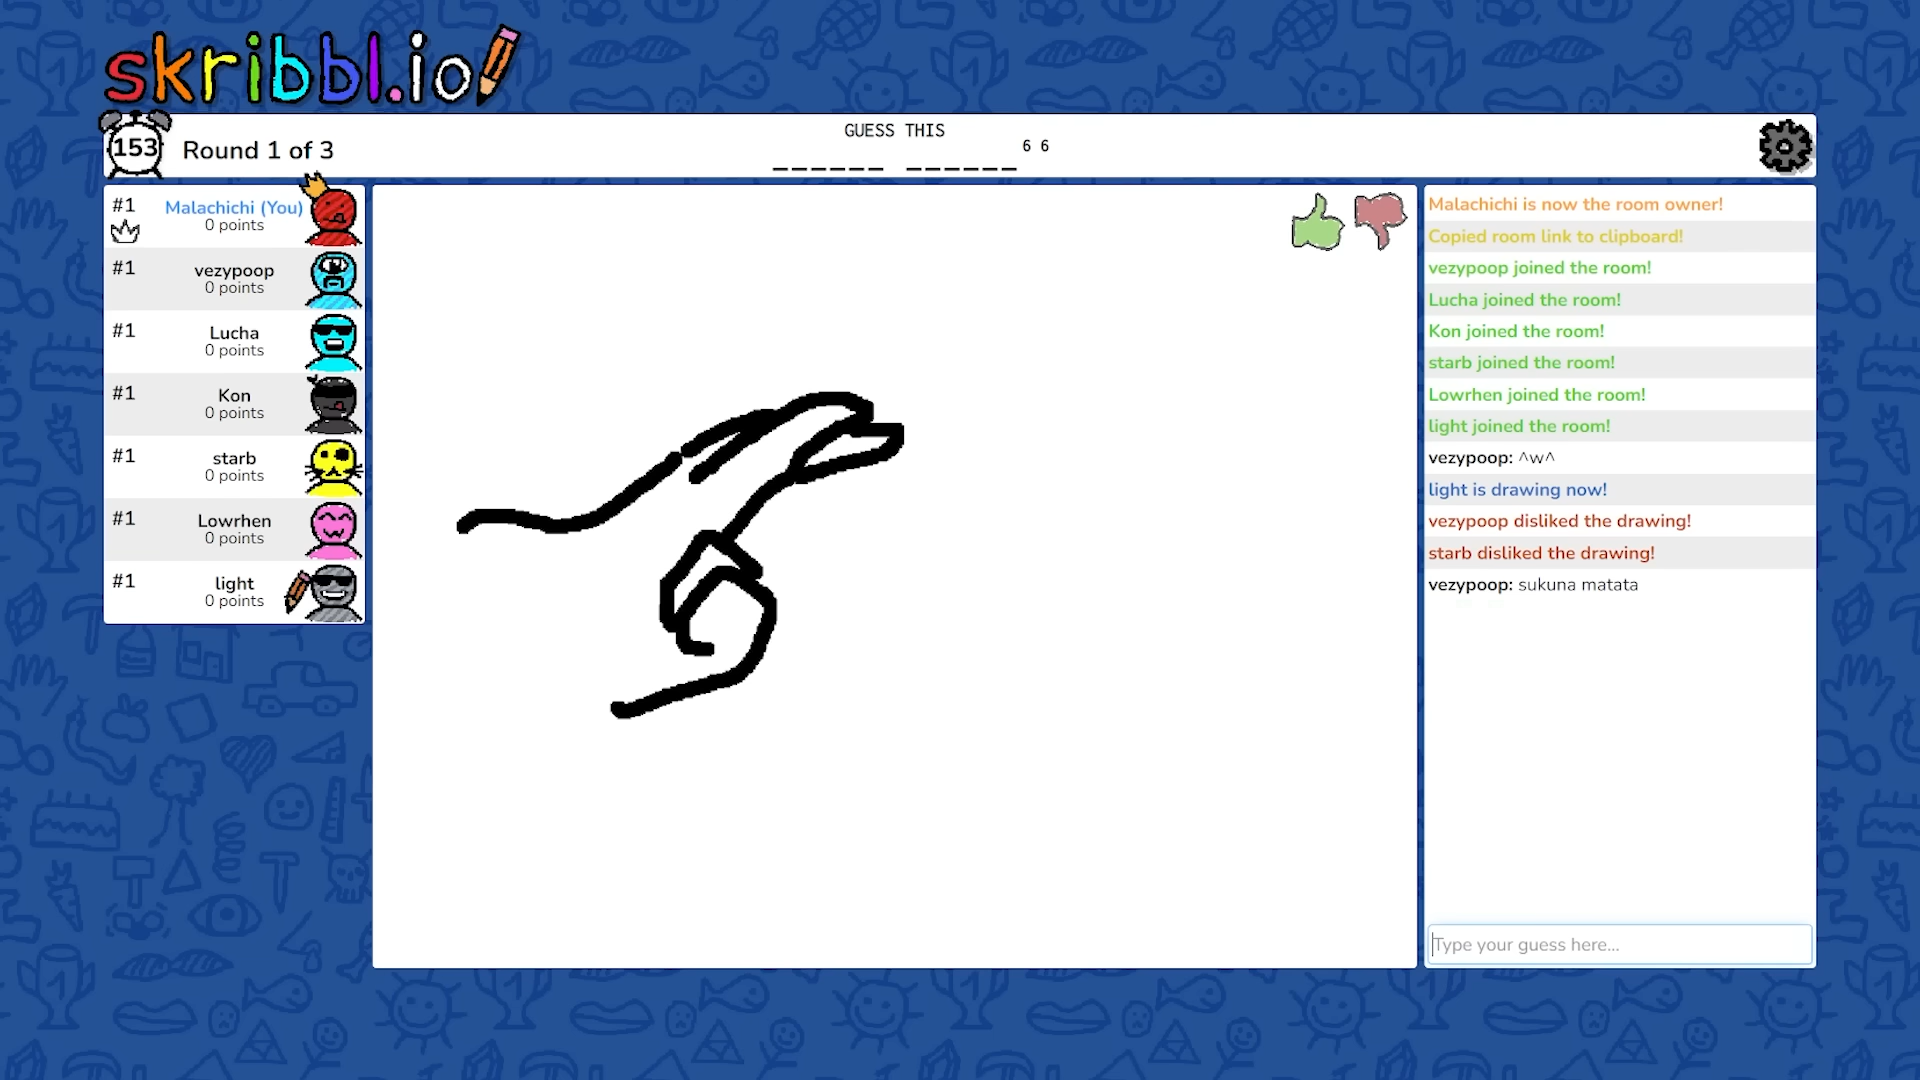 skribbl.io
153
Round 1 of 3
GUESS THIS
______ ______ 6 6
#1 Malachichi (You)
0 points
#1 vezypoop
0 points
#1 Lucha
0 points
#1 Kon
0 points
#1 starb
0 points
#1 Lowrhen
0 points
#1 light
0 points
Malachichi is now the room owner!
Copied room link to clipboard!
vezypoop joined the room!
Lucha joined the room!
Kon joined the room!
starb joined the room!
Lowrhen joined the room!
light joined the room!
vezypoop: ^w^
light is drawing now!
vezypoop disliked the drawing!
starb disliked the drawing!
vezypoop: sukuna matata
Type your guess here...